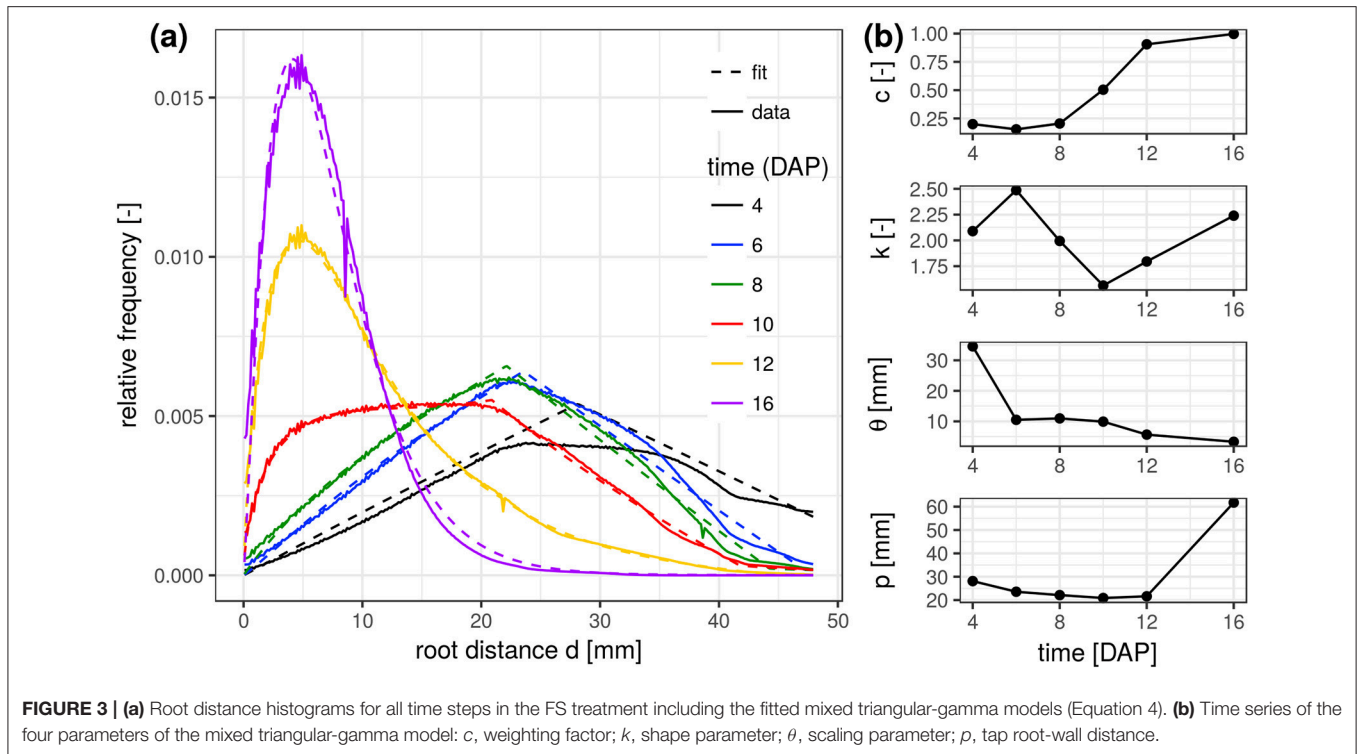 (a)
0.015
0.010
0.005
0.000
relative frequency [-]
0 10 20 30 40 50
root distance d [mm]
fit
data
time (DAP)
4
6
8
10
12
16
(b)
c [-]
1.00
0.75
0.50
0.25
4 8 12 16
k [-]
2.50
2.25
2.00
1.75
4 8 12 16
θ [mm]
30
20
10
4 8 12 16
p [mm]
60
50
40
30
20
4 8 12 16
time [DAP]
FIGURE 3 | (a) Root distance histograms for all time steps in the FS treatment including the fitted mixed triangular-gamma models (Equation 4). (b) Time series of the
four parameters of the mixed triangular-gamma model: c, weighting factor; k, shape parameter; θ, scaling parameter; p, tap root-wall distance.